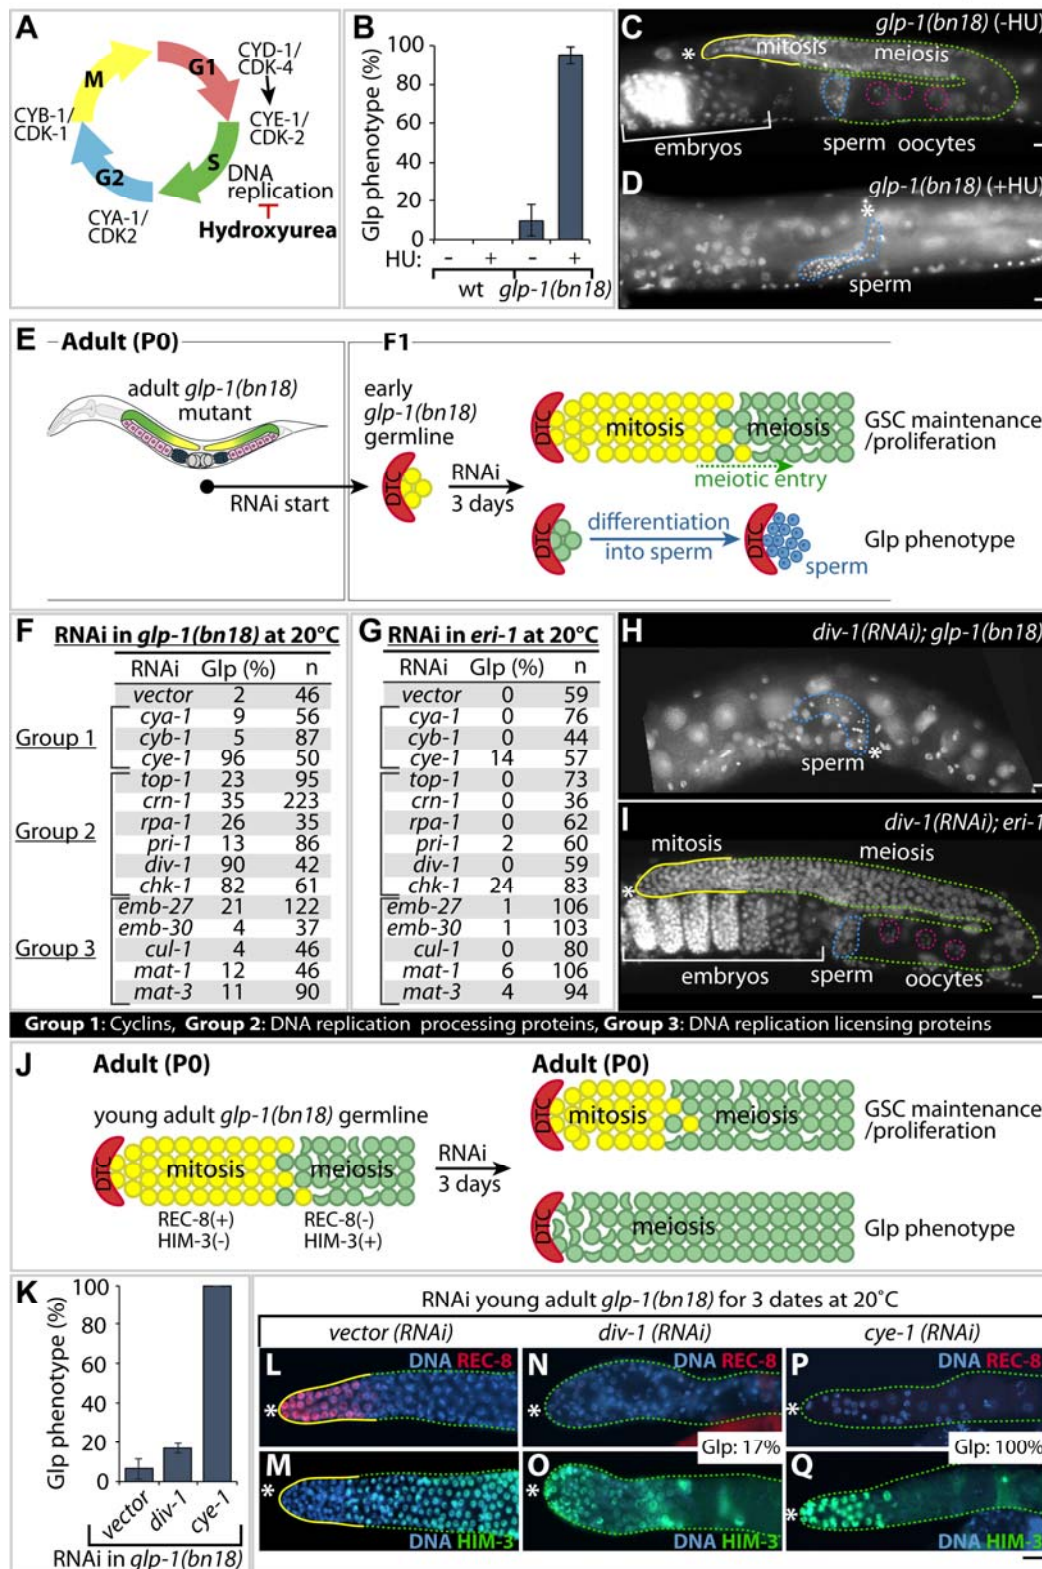 A
G1
CYD-1/
CDK-4
M
CYB-1/
CDK-1
CYE-1/
CDK-2
S
G2
DNA
replication
CYA-1/
CDK2
Hydroxyurea
B
Glp phenotype (%)
100
80
60
40
20
0
HU: - + - +
wt glp-1(bn18)
C glp-1(bn18) (-HU)
* mitosis meiosis
embryos sperm oocytes
D glp-1(bn18) (+HU)
*
sperm
E Adult (P0) F1
adult glp-1(bn18)
mutant
RNAi start
early
glp-1(bn18)
germline
DTC
RNAi
3 days
DTC mitosis meiosis
GSC maintenance
/proliferation
meiotic entry
DTC differentiation
into sperm
DTC
sperm
Glp phenotype
F RNAi in glp-1(bn18) at 20°C
RNAi Glp (%) n
vector 2 46
Group 1
cya-1 9 56
cyb-1 5 87
cye-1 96 50
Group 2
top-1 23 95
crn-1 35 223
rpa-1 26 35
pri-1 13 86
div-1 90 42
chk-1 82 61
Group 3
emb-27 21 122
emb-30 4 37
cul-1 4 46
mat-1 12 46
mat-3 11 90
G RNAi in eri-1 at 20°C
RNAi Glp (%) n
vector 0 59
cya-1 0 76
cyb-1 0 44
cye-1 14 57
top-1 0 73
crn-1 0 36
rpa-1 0 62
pri-1 2 60
div-1 0 59
chk-1 24 83
emb-27 1 106
emb-30 1 103
cul-1 0 80
mat-1 6 106
mat-3 4 94
H div-1(RNAi); glp-1(bn18)
sperm *
I div-1(RNAi); eri-1
mitosis meiosis
*
embryos sperm oocytes
Group 1: Cyclins, Group 2: DNA replication processing proteins, Group 3: DNA replication licensing proteins
J Adult (P0) Adult (P0)
young adult glp-1(bn18) germline
DTC mitosis meiosis
REC-8(+) REC-8(-)
HIM-3(-) HIM-3(+)
RNAi
3 days
DTC mitosis meiosis
GSC maintenance
/proliferation
DTC meiosis
Glp phenotype
K
Glp phenotype (%)
100
80
60
40
20
0
vector div-1 cye-1
RNAi in glp-1(bn18)
RNAi young adult glp-1(bn18) for 3 dates at 20˚C
vector (RNAi) div-1 (RNAi) cye-1 (RNAi)
L DNA REC-8
*
N DNA REC-8
*
P DNA REC-8
*
Glp: 17%
Glp: 100%
M
*
DNA HIM-3
O
*
DNA HIM-3
Q
*
DNA HIM-3